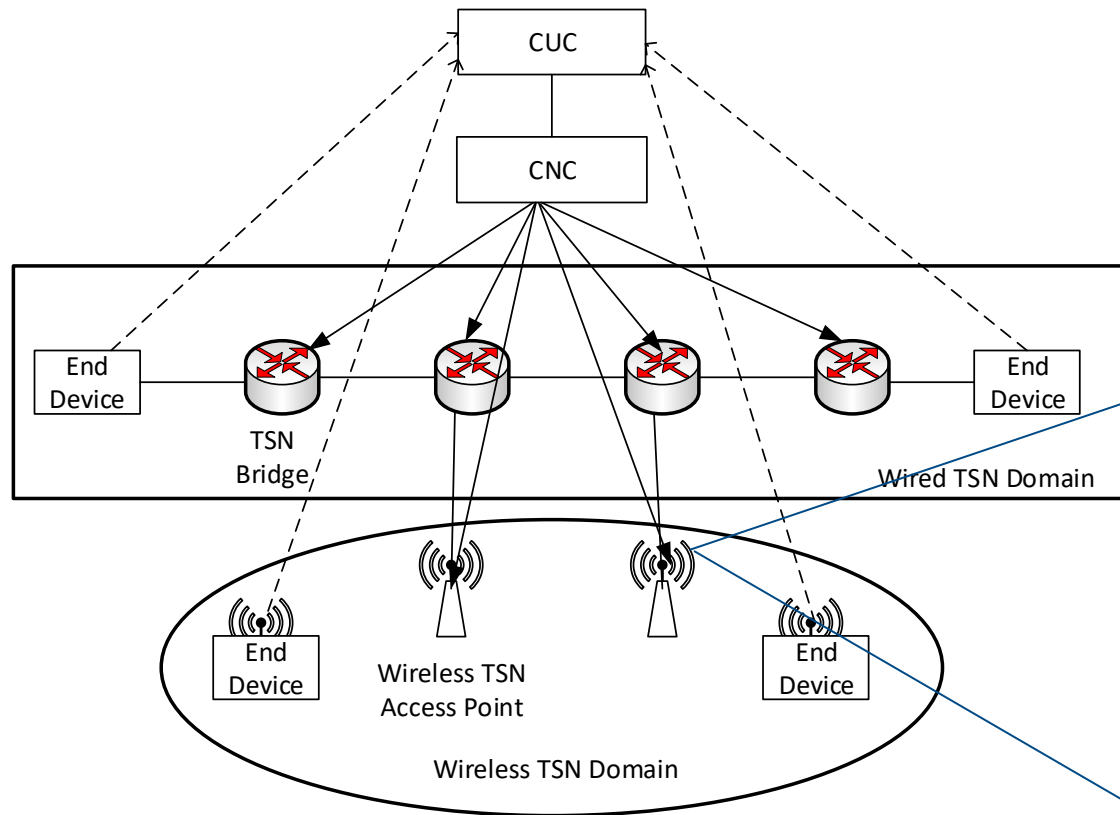 CUC
CNC
End
Device
End
Device
TSN
Bridge
Wired TSN Domain
End
Device
Wireless TSN
Access Point
End
Device
Wireless TSN Domain